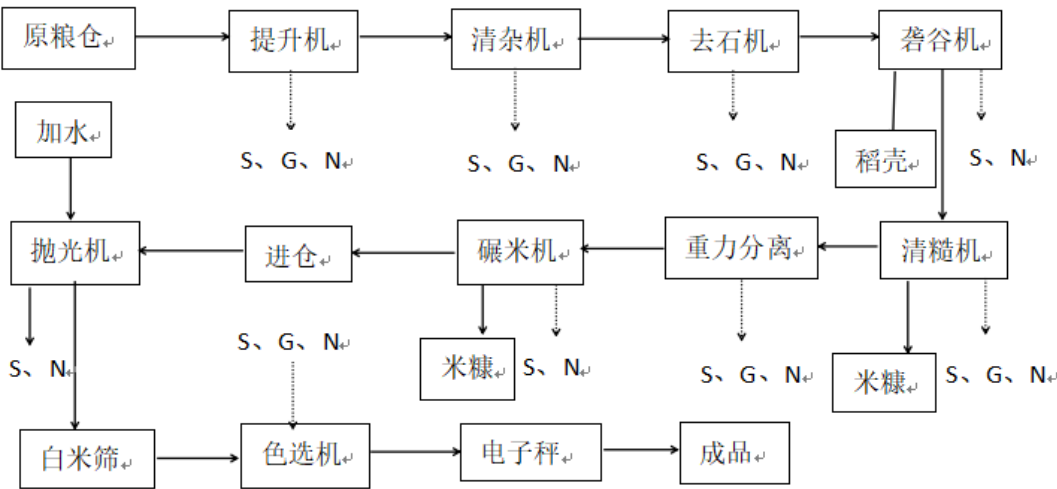 原粮仓
提升机
清杂机
去石机
砻谷机
加水
S、G、N
S、G、N
S、G、N
稻壳
S、N
抛光机
进仓
碾米机
重力分离
清糙机
S、N
S、G、N
米糠
S、N
S、G、N
米糠
S、G、N
白米筛
色选机
电子秤
成品